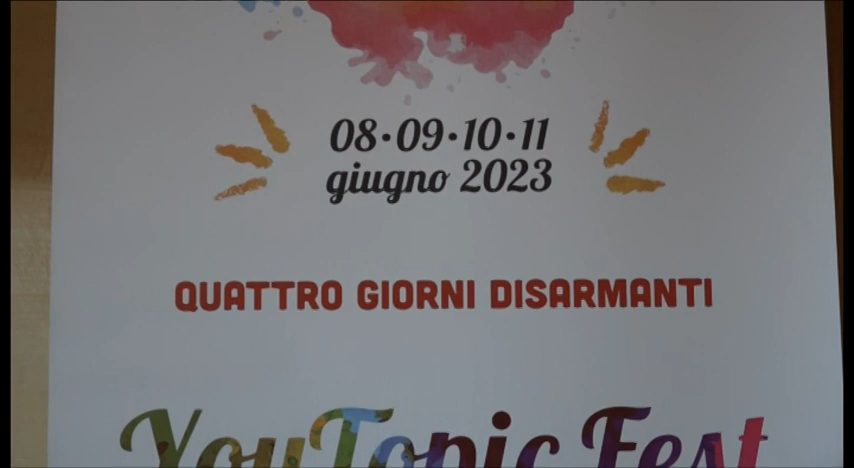 08·09·10·11
giugno 2023
QUATTRO GIORNI DISARMANTI
YouTopic Fest